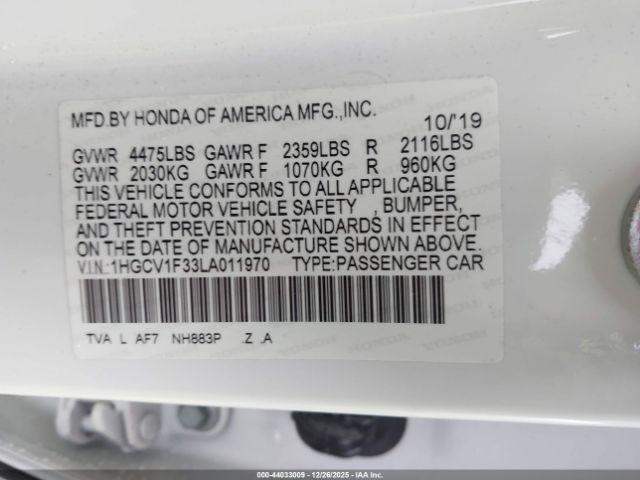 MFD.BY HONDA OF AMERICA MFG.,INC.
10/'19
GVWR 4475LBS GAWR F 2359LBS R 2116LBS
GVWR 2030KG GAWR F 1070KG R 960KG
THIS VEHICLE CONFORMS TO ALL APPLICABLE
FEDERAL MOTOR VEHICLE SAFETY , BUMPER,
AND THEFT PREVENTION STANDARDS IN EFFECT
ON THE DATE OF MANUFACTURE SHOWN ABOVE.
V.I.N.:1HGCV1F33LA011970 TYPE:PASSENGER CAR
TVA L AF7 NH883P .Z .A
000-44033009 - 12/26/2025 - IAA Inc.